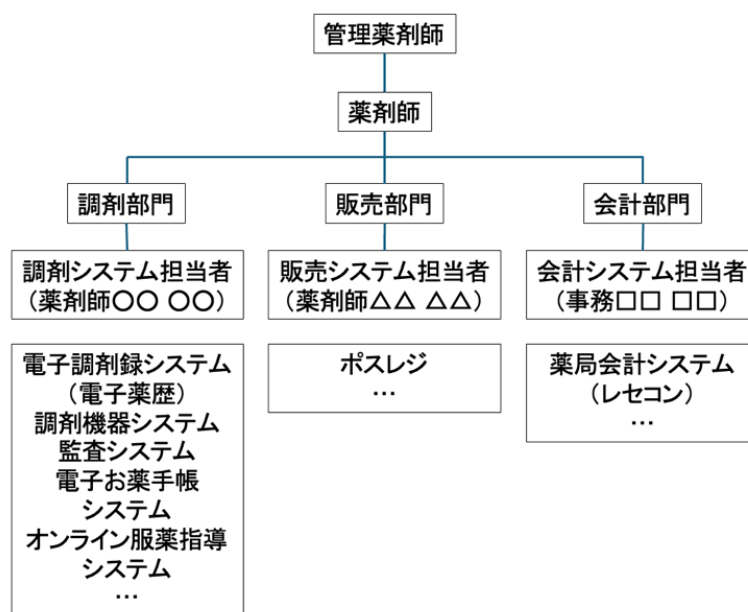 管理薬剤師
薬剤師
調剤部門
販売部門
会計部門
調剤システム担当者
(薬剤師〇〇 〇〇)
販売システム担当者
(薬剤師△△ △△)
会計システム担当者
(事務□□ □□)
電子調剤録システム
(電子薬歴)
調剤機器システム
監査システム
電子お薬手帳
システム
オンライン服薬指導
システム
…
ポスレジ
…
薬局会計システム
(レセコン)
…